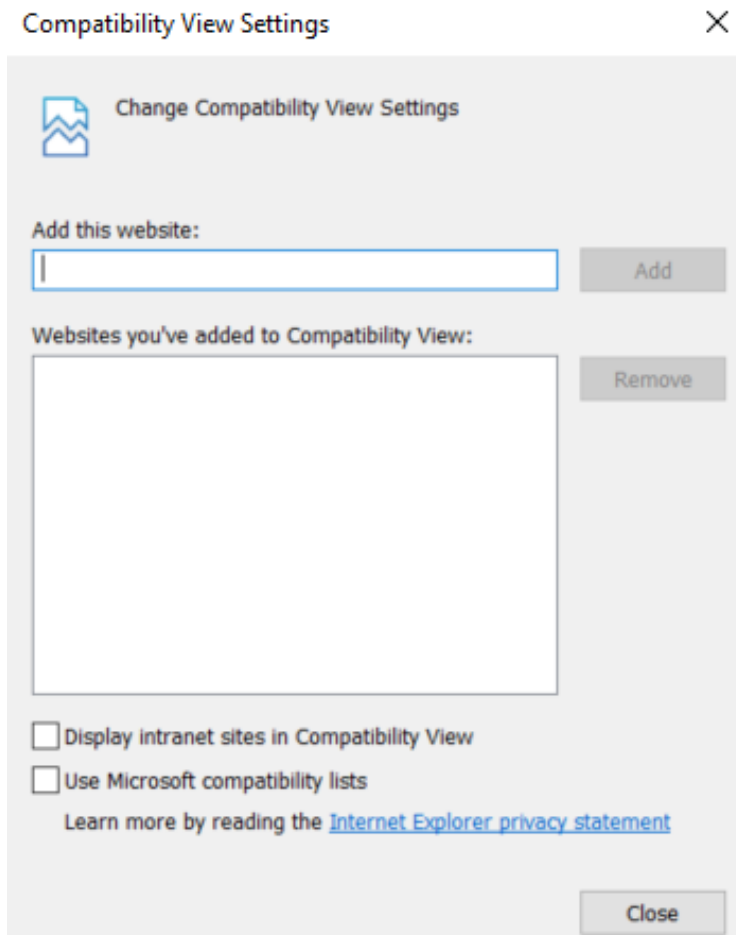 Compatibility View Settings
Change Compatibility View Settings
Add this website:
Add
Websites you've added to Compatibility View:
Remove
Display intranet sites in Compatibility View
Use Microsoft compatibility lists
Learn more by reading the Internet Explorer privacy statement
Close